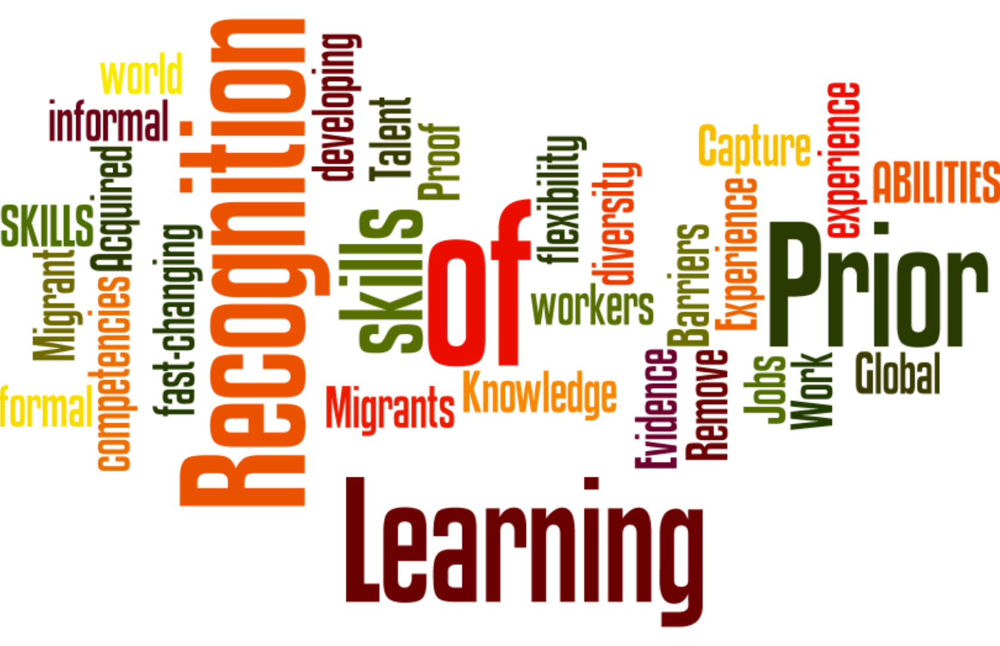 world
informal
Acquired
SKILLS
Migrant
competencies
formal
fast-changing
Recognition
developing
Talent
Proof
skills
of
flexibility
diversity
workers
Migrants
Knowledge
Learning
Capture
experience
ABILITIES
Barriers
Experience
Prior
Evidence
Remove
Jobs
Work
Global